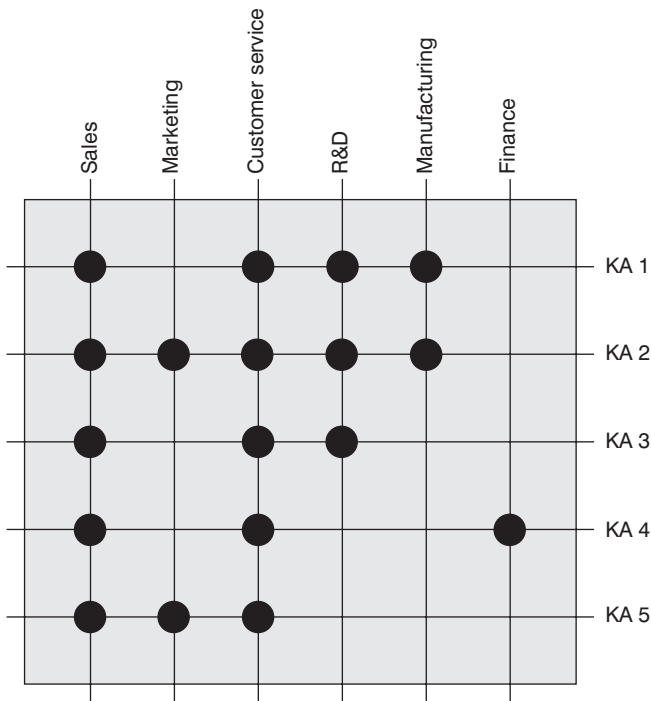 Sales
Marketing
Customer service
R&D
Manufacturing
Finance
KA 1
KA 2
KA 3
KA 4
KA 5